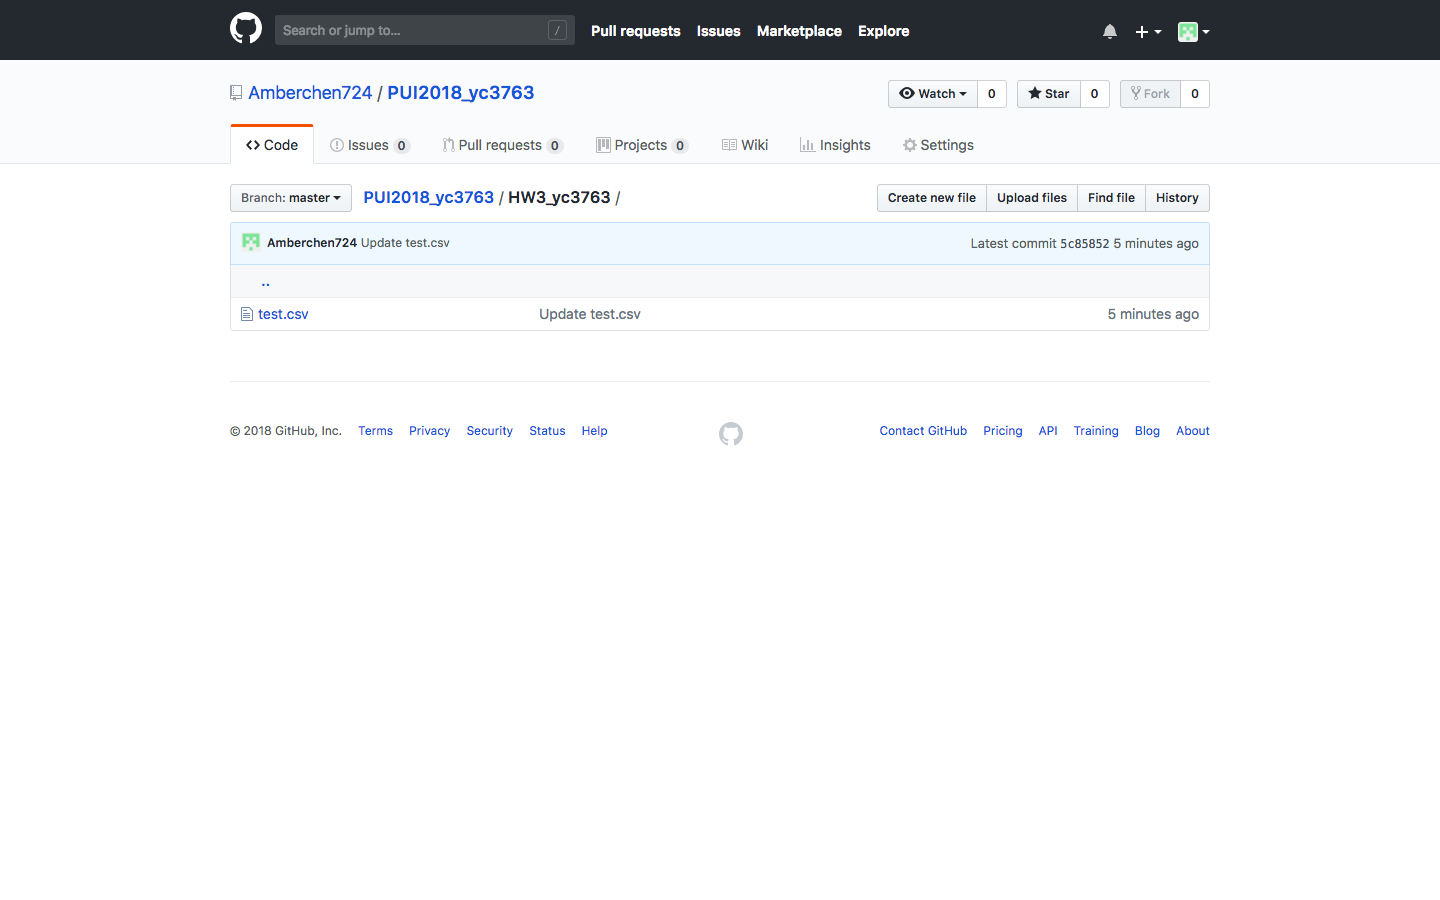 Search or jump to... / Pull requests Issues Marketplace Explore
Amberchen724 / PUI2018_yc3763 Watch 0 Star 0 Fork 0
Code Issues 0 Pull requests 0 Projects 0 Wiki Insights Settings
Branch: master PUI2018_yc3763 / HW3_yc3763 / Create new file Upload files Find file History
Amberchen724 Update test.csv Latest commit 5c85852 5 minutes ago
..
test.csv Update test.csv 5 minutes ago
© 2018 GitHub, Inc. Terms Privacy Security Status Help Contact GitHub Pricing API Training Blog About